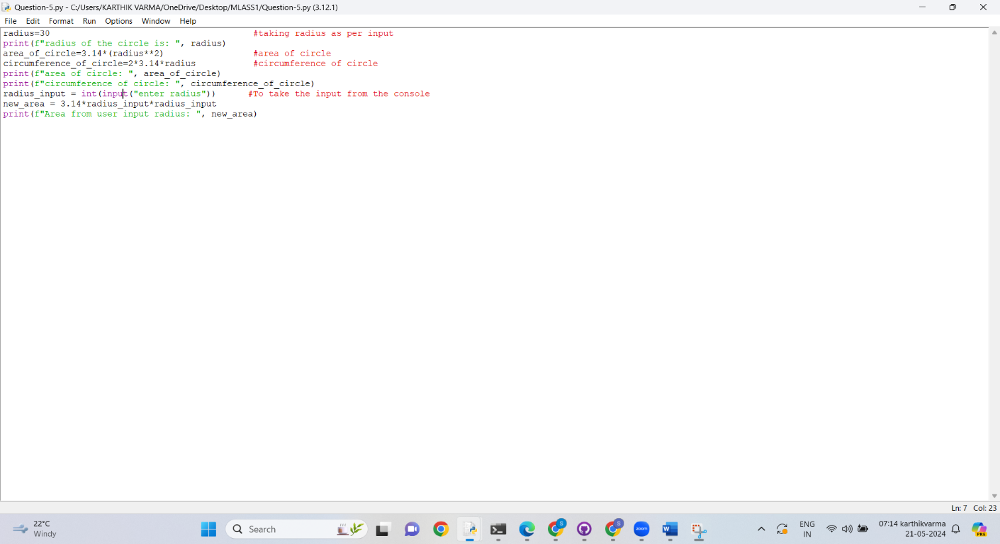 Question-5.py - C:/Users/KARTHIK VARMA/OneDrive/Desktop/MLASS1/Question-5.py (3.12.1)
File Edit Format Run Options Window Help
radius=30 #taking radius as per input
print(f"radius of the circle is: ", radius)
area_of_circle=3.14*(radius**2) #area of circle
circumference_of_circle=2*3.14*radius #circumference of circle
print(f"area of circle: ", area_of_circle)
print(f"circumference of circle: ", circumference_of_circle)
radius_input = int(input("enter radius")) #To take the input from the console
new_area = 3.14*radius_input*radius_input
print(f"Area from user input radius: ", new_area)
Ln: 7 Col: 23
22°C
Windy
Search
S
S
zoom
W
ENG
IN
07:14 karthikvarma
21-05-2024
PRE